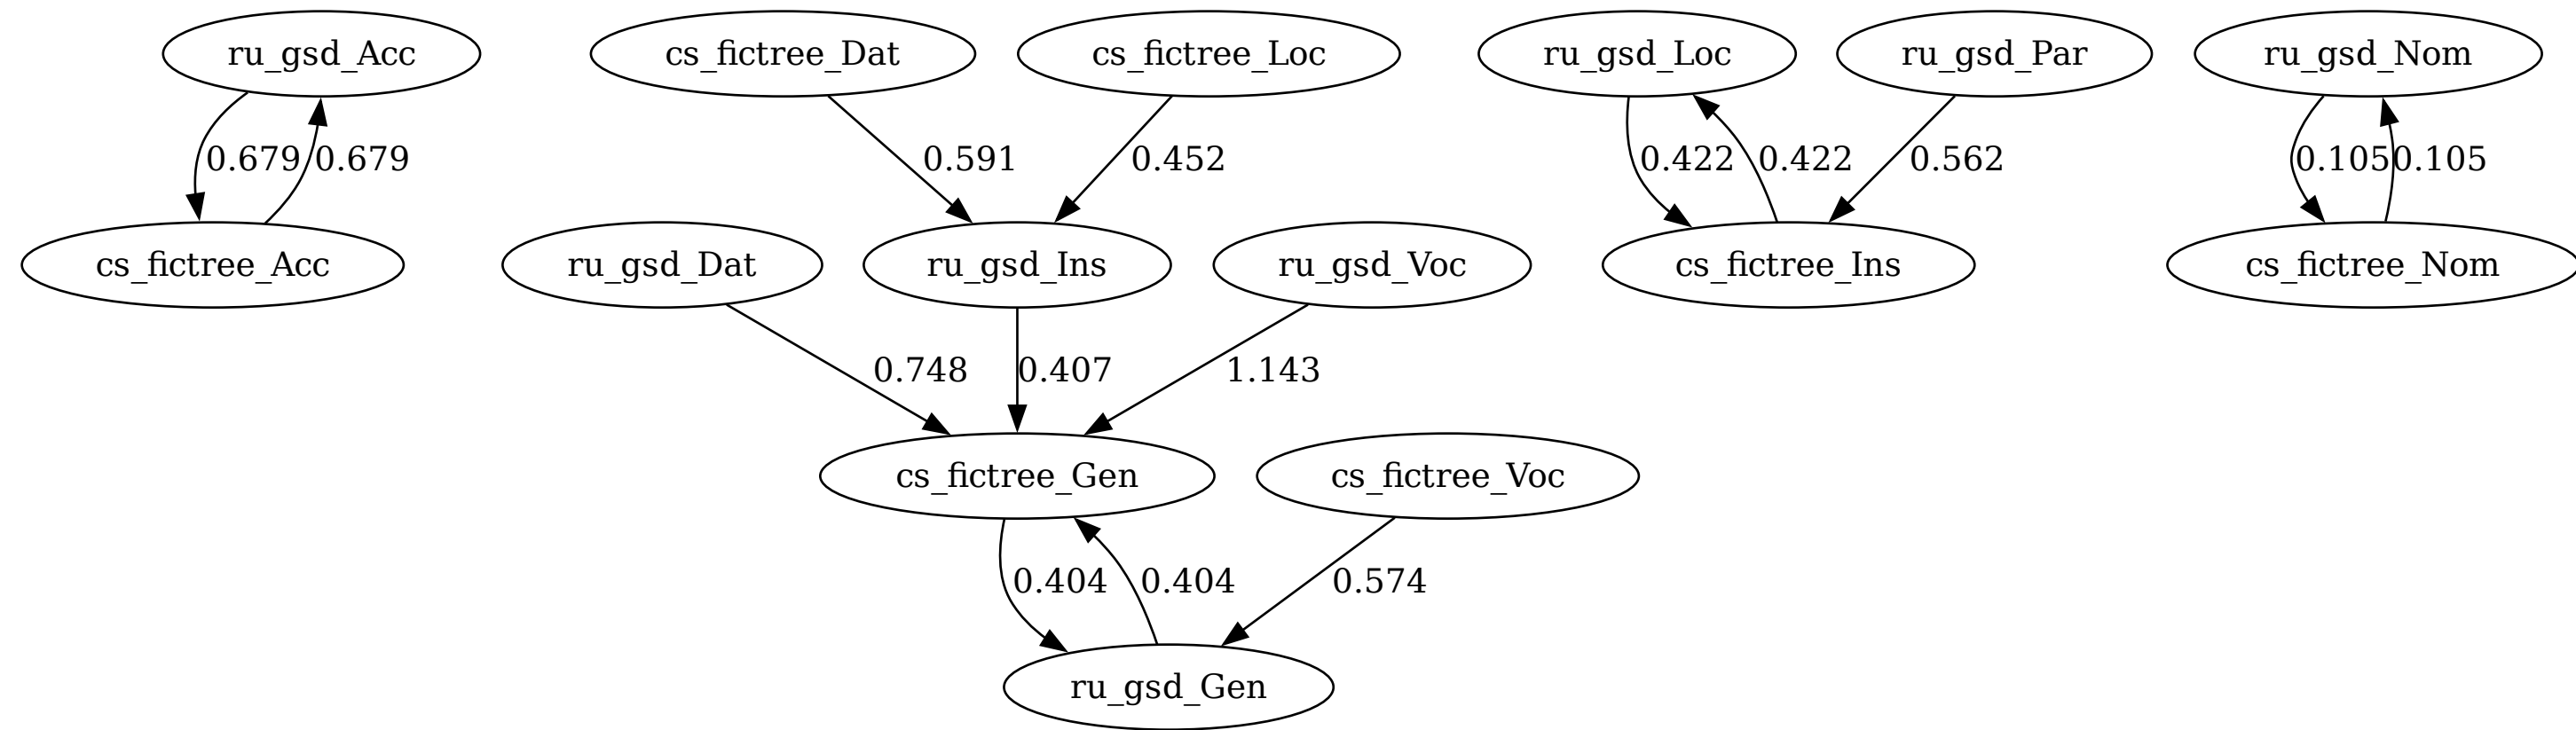 ru_gsd_Acc
cs_fictree_Dat
cs_fictree_Loc
ru_gsd_Loc
ru_gsd_Par
ru_gsd_Nom
0.679
0.679
0.591
0.452
0.422
0.422
0.562
0.105
0.105
cs_fictree_Acc
ru_gsd_Dat
ru_gsd_Ins
ru_gsd_Voc
cs_fictree_Ins
cs_fictree_Nom
0.748
0.407
1.143
cs_fictree_Gen
cs_fictree_Voc
0.404
0.404
0.574
ru_gsd_Gen